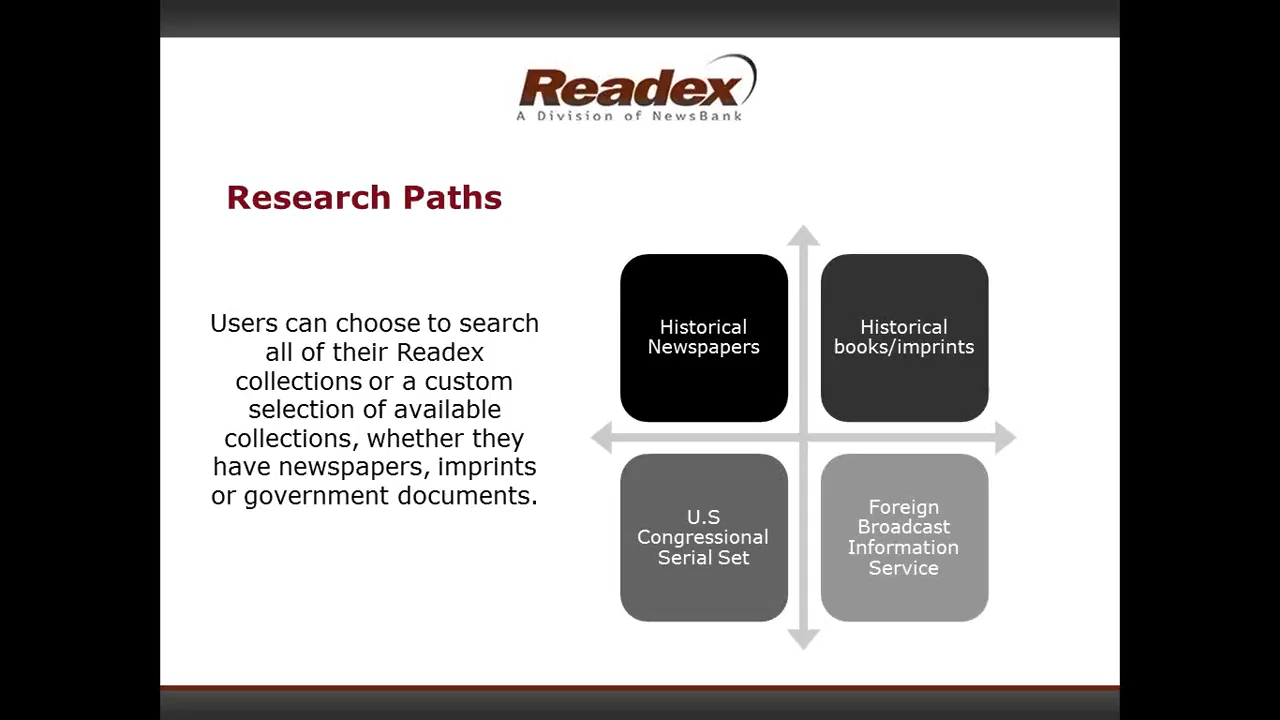 Readex
A Division of NewsBank
Research Paths
Users can choose to search
all of their Readex
collections or a custom
selection of available
collections, whether they
have newspapers, imprints
or government documents.
Historical
Newspapers
Historical
books/imprints
U.S
Congressional
Serial Set
Foreign
Broadcast
Information
Service